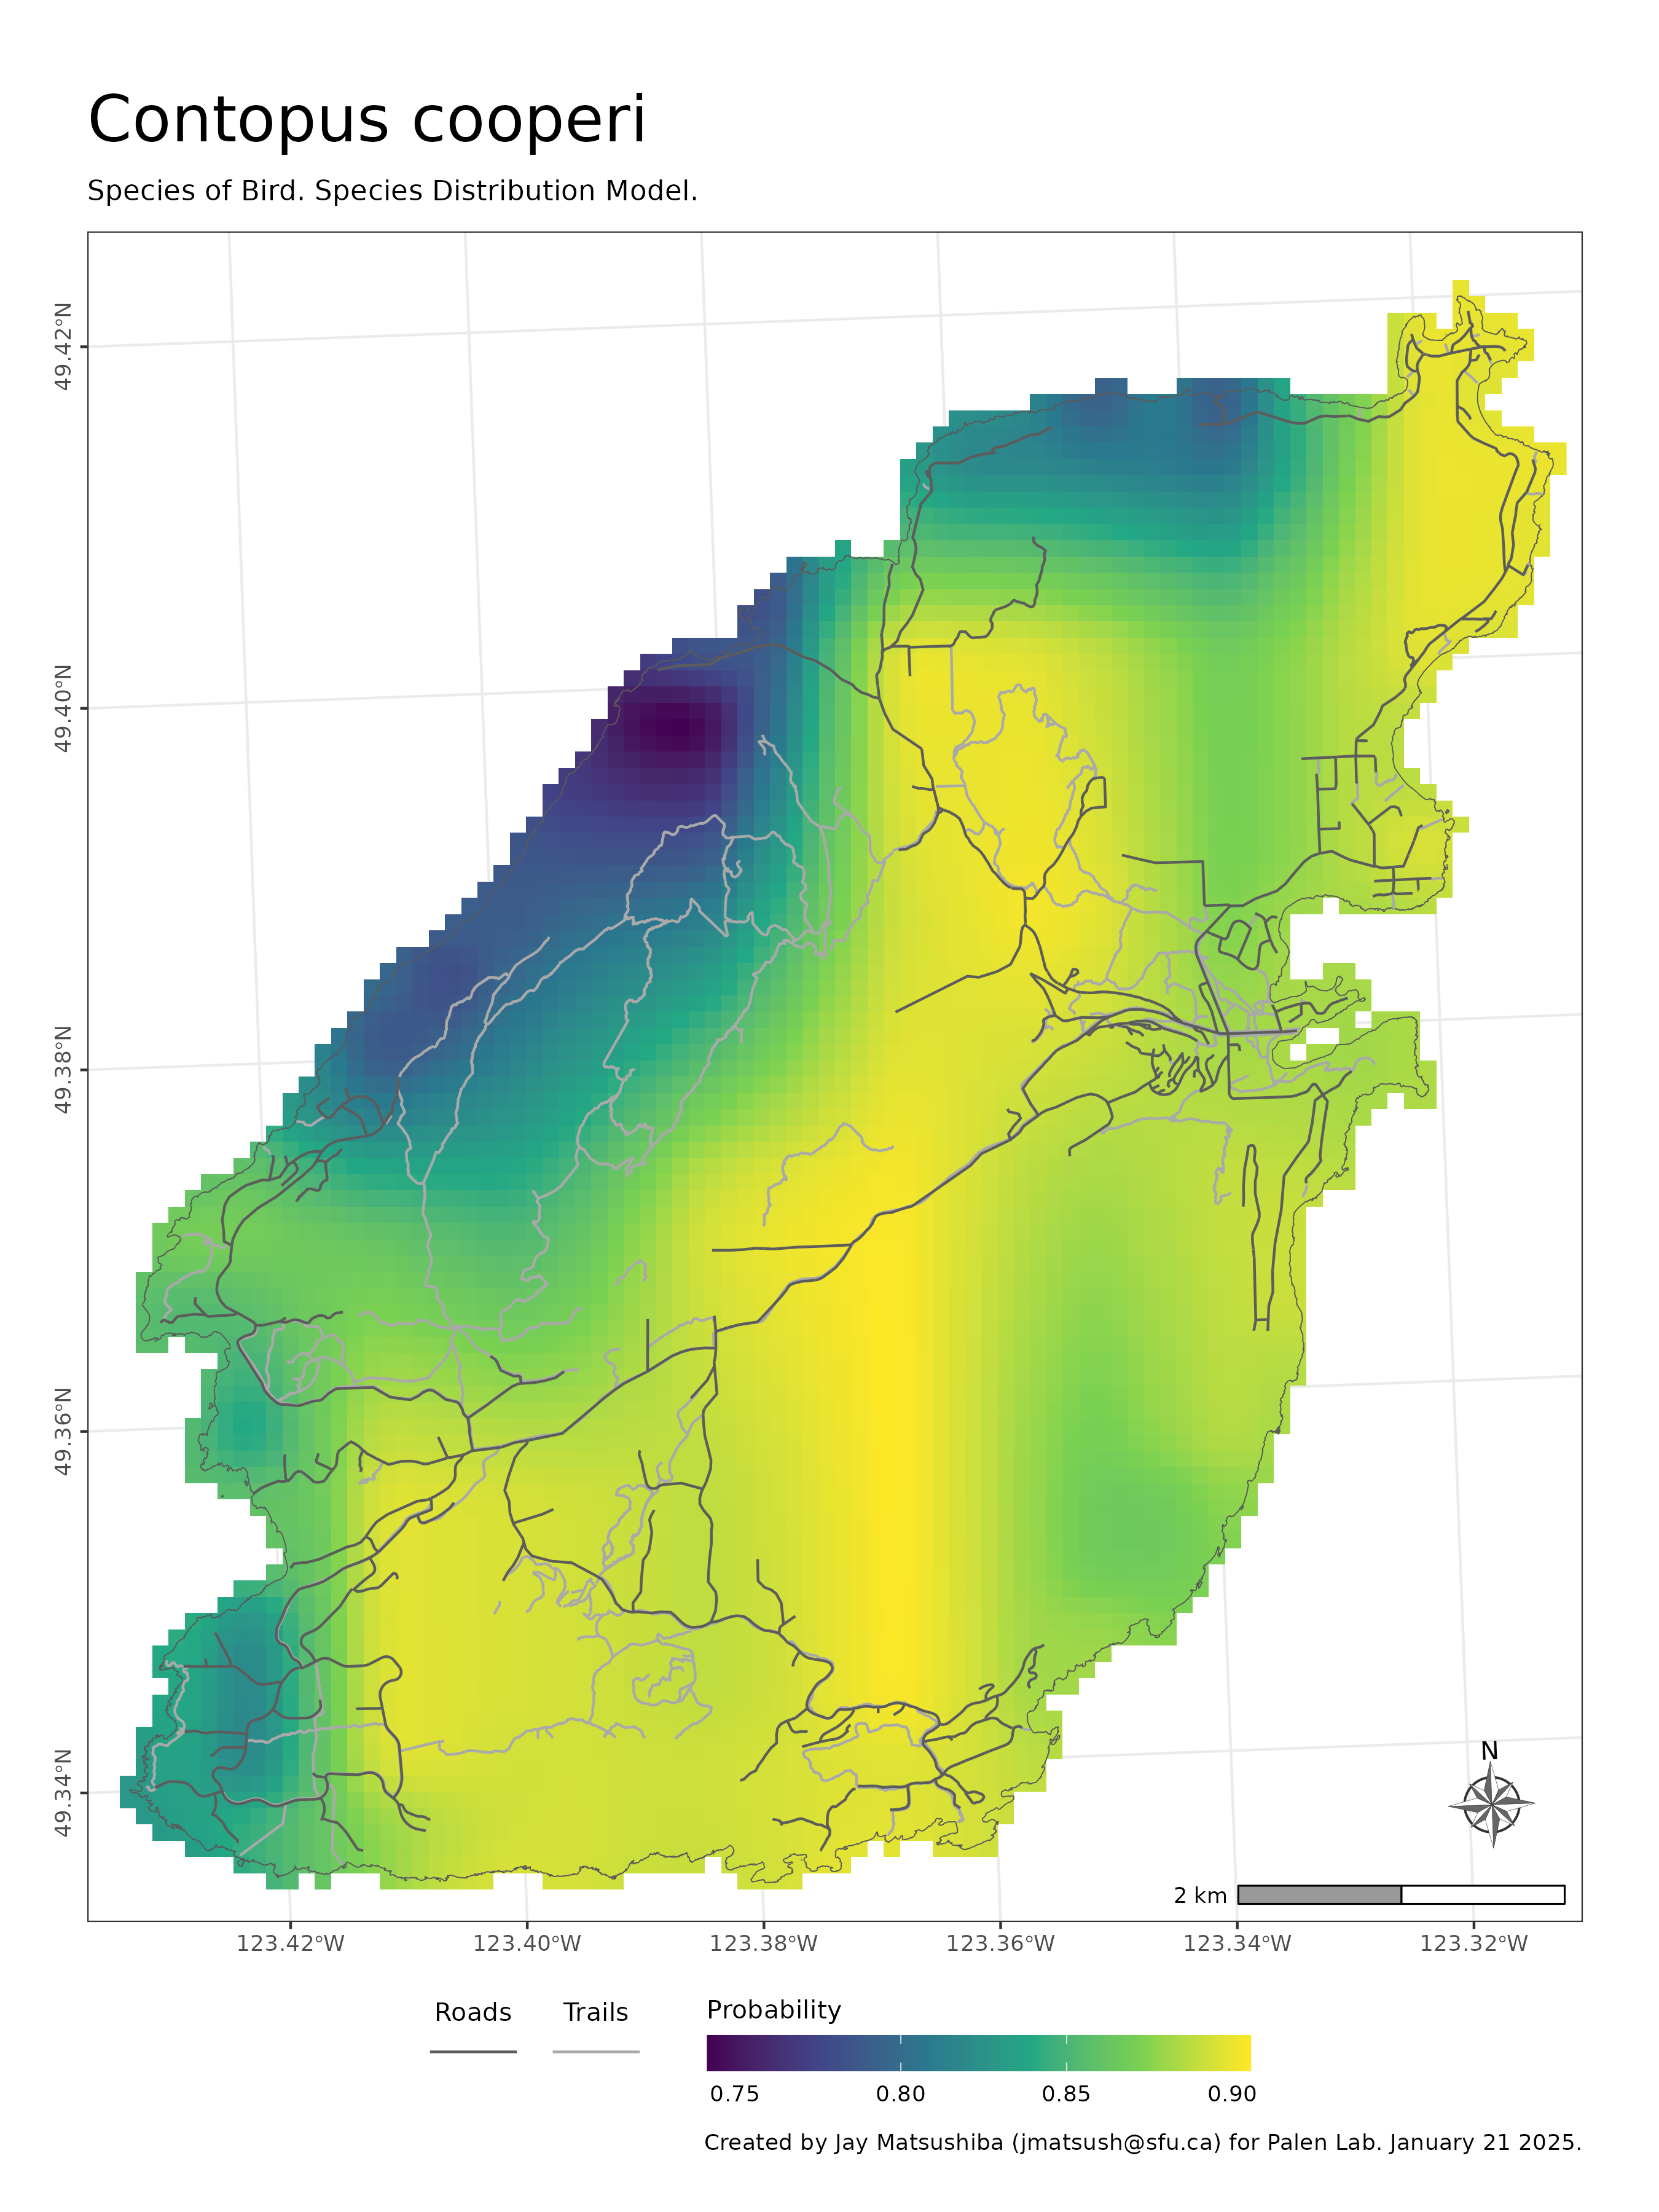 Contopus cooperi
Species of Bird. Species Distribution Model.
49.42°N
49.40°N
49.38°N
49.36°N
49.34°N
N
2 km
123.42°W 123.40°W 123.38°W 123.36°W 123.34°W 123.32°W
Roads Trails Probability
0.75 0.80 0.85 0.90
Created by Jay Matsushiba (jmatsush@sfu.ca) for Palen Lab. January 21 2025.